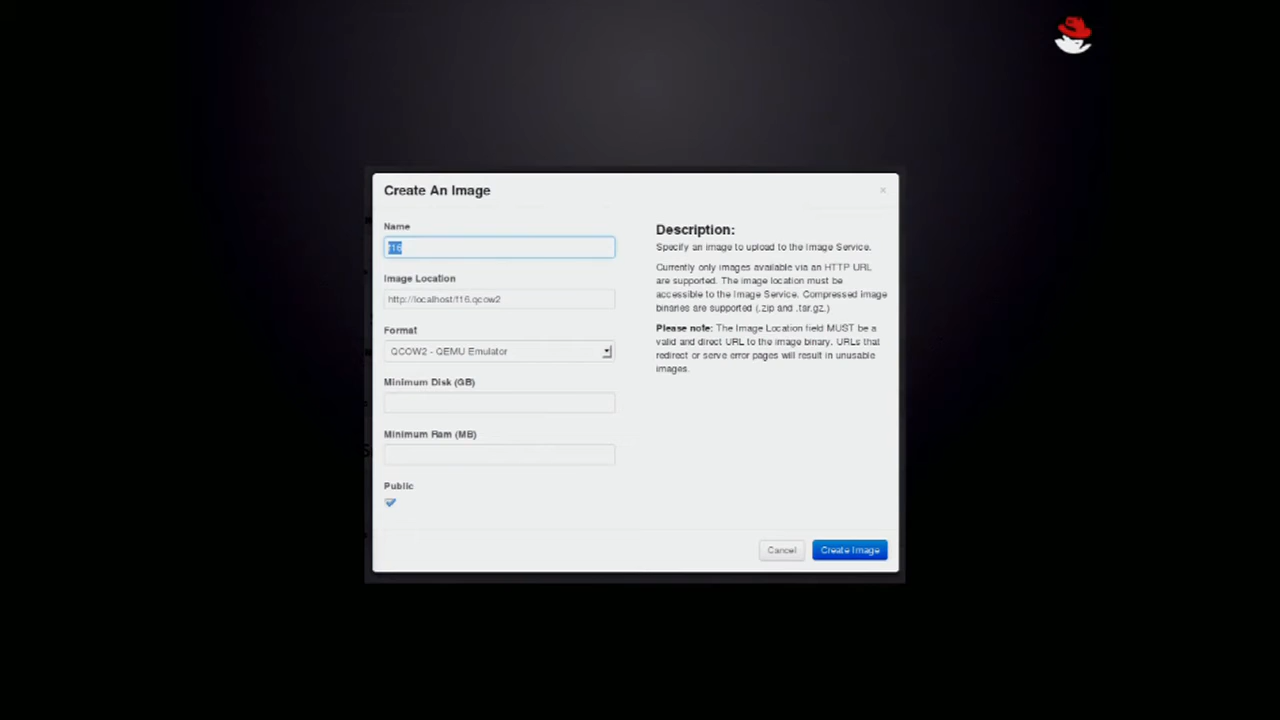 Create An Image
×
Name
f16
Image Location
http://localhost/f16.qcow2
Format
QCOW2 - QEMU Emulator
Minimum Disk (GB)
Minimum Ram (MB)
Public
Description:
Specify an image to upload to the Image Service.
Currently only images available via an HTTP URL
are supported. The image location must be
accessible to the Image Service. Compressed image
binaries are supported (.zip and .tar.gz.)
Please note: The Image Location field MUST be a
valid and direct URL to the image binary. URLs that
redirect or serve error pages will result in unusable
images.
Cancel
Create Image